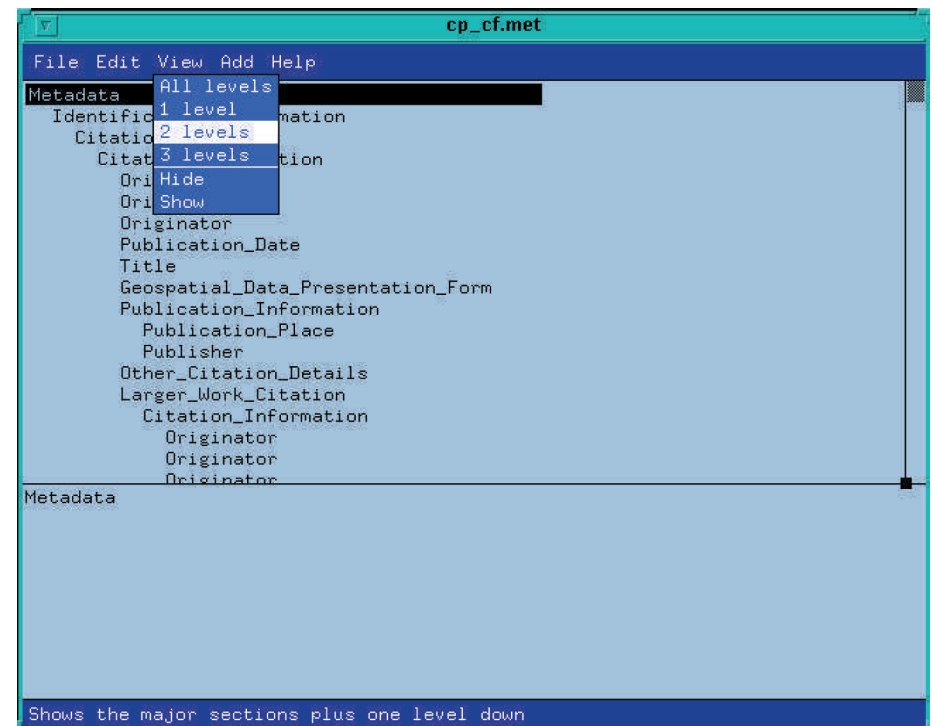 cp_cf.met
File Edit View Add Help
All levels
1 level
2 levels
3 levels
Hide
Show
Metadata
Identific mation
Citatio
Citat tion
Ori
Ori
Originator
Publication_Date
Title
Geospatial_Data_Presentation_Form
Publication_Information
Publication_Place
Publisher
Other_Citation_Details
Larger_Work_Citation
Citation_Information
Originator
Originator
Originator
Metadata
Shows the major sections plus one level down